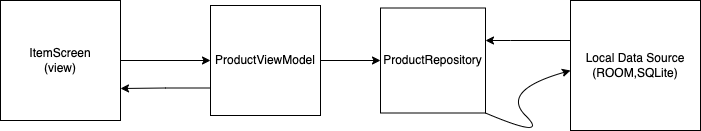 ItemScreen
(view)
ProductViewModel
ProductRepository
Local Data Source
(ROOM,SQLite)